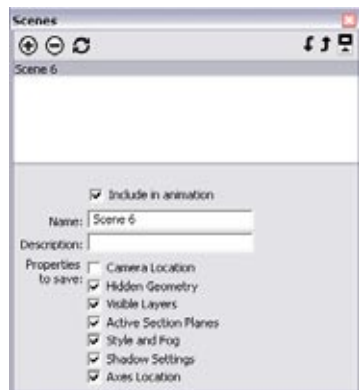 Scenes
Scene 6
Include in animation
Name: Scene 6
Description:
Properties to save:
Camera Location
Hidden Geometry
Visible Layers
Active Section Planes
Style and Fog
Shadow Settings
Axes Location